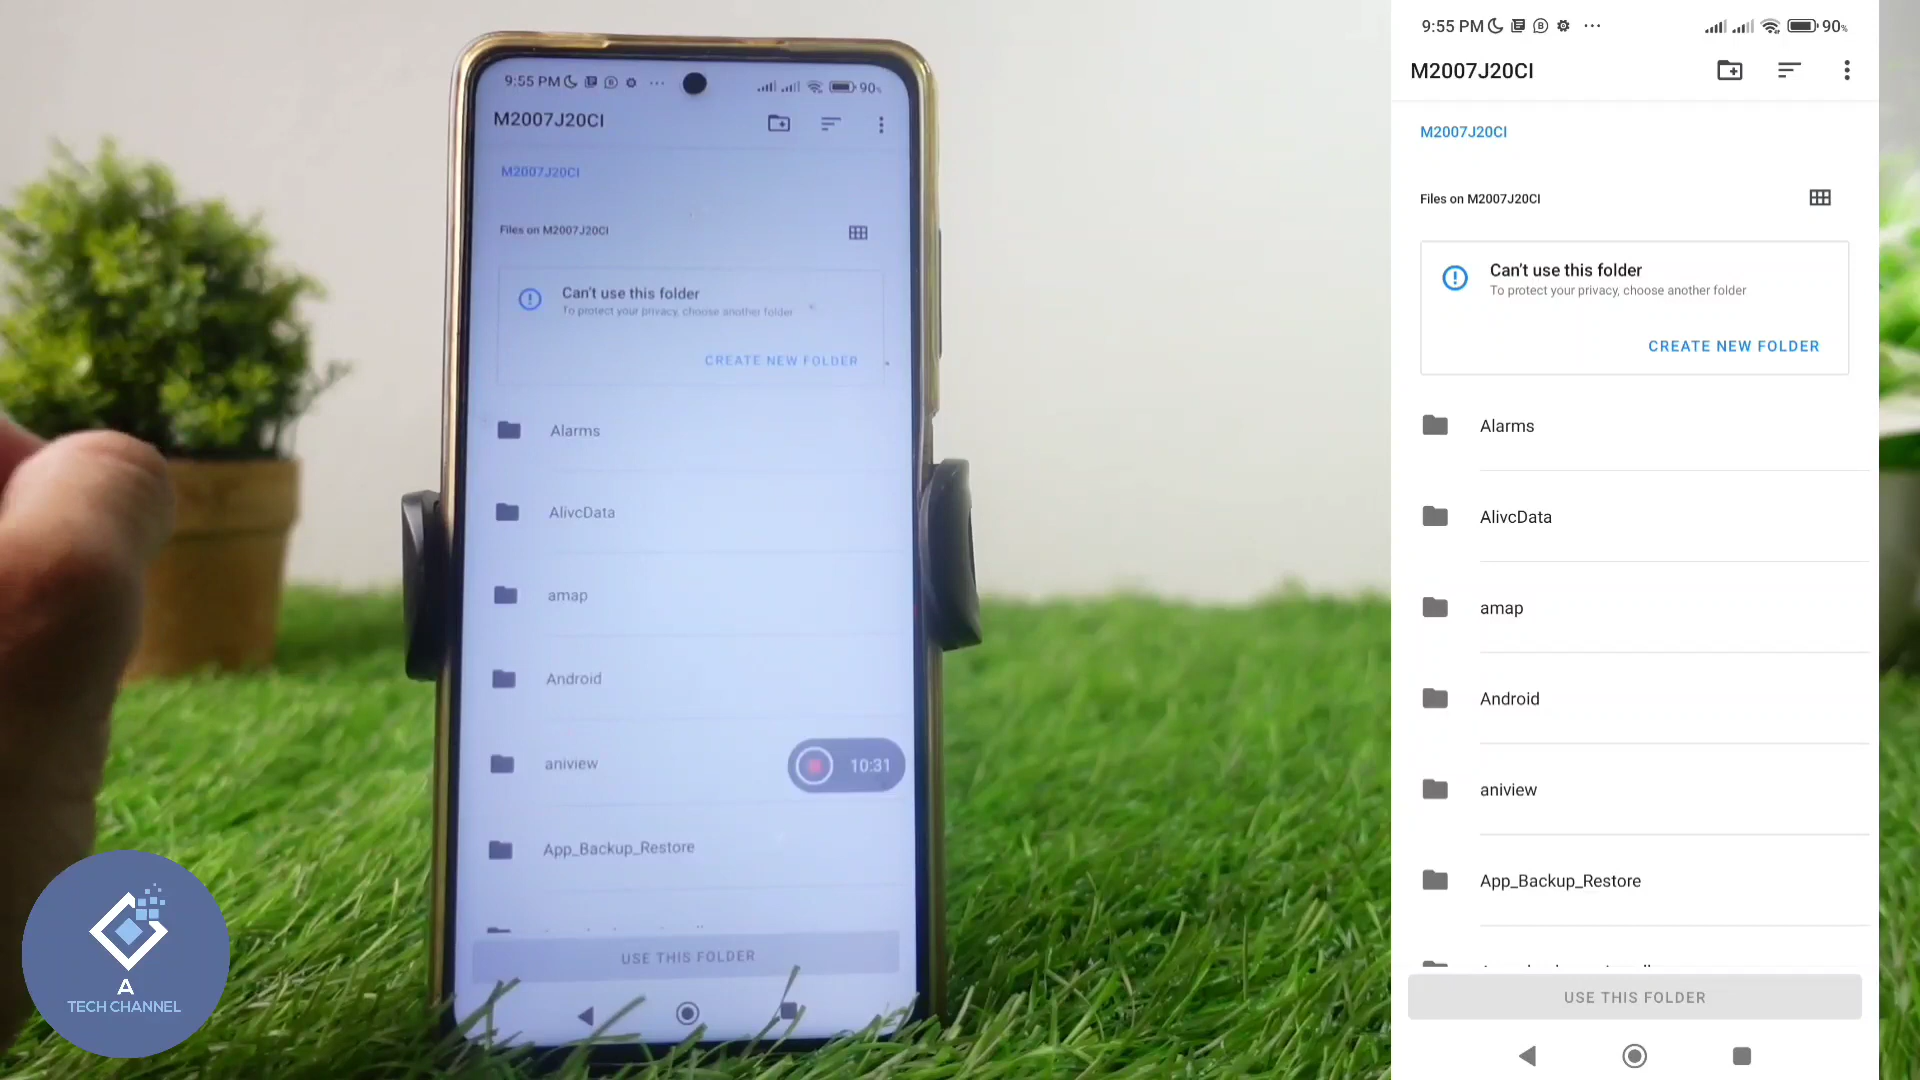 9:55 PM
90%
M2007J20CI
M2007J20CI
Files on M2007J20CI
Can't use this folder
To protect your privacy, choose another folder
CREATE NEW FOLDER
Alarms
AlivcData
amap
Android
aniview
10:31
App_Backup_Restore
USE THIS FOLDER
A
TECH CHANNEL
9:55 PM
90%
M2007J20CI
M2007J20CI
Files on M2007J20CI
Can't use this folder
To protect your privacy, choose another folder
CREATE NEW FOLDER
Alarms
AlivcData
amap
Android
aniview
App_Backup_Restore
USE THIS FOLDER